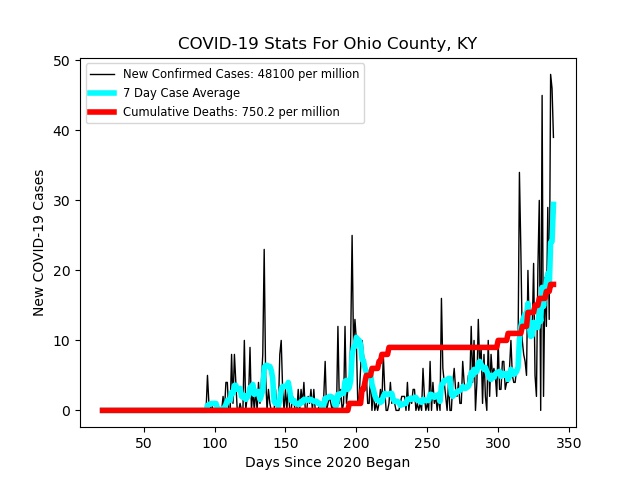 COVID-19 Stats For Ohio County, KY
New Confirmed Cases: 48100 per million
7 Day Case Average
Cumulative Deaths: 750.2 per million
New COVID-19 Cases
50
40
30
20
10
0
50 100 150 200 250 300 350
Days Since 2020 Began